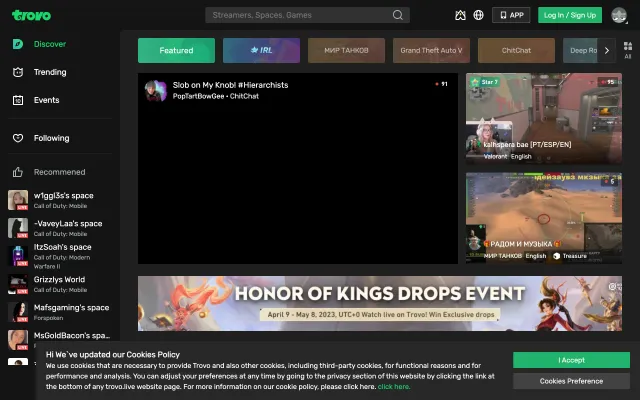 trovo
Streamers, Spaces, Games
APP
Log In / Sign Up
Discover
Trending
Events
Following
Recommened
w1ggl3s's space
Call of Duty: Mobile
LIVE
-VaveyLaa's space
Call of Duty: Mobile
LIVE
ItzSoah's space
Call of Duty: Modern
Warfare II
LIVE
Grizzlys World
Call of Duty: Mobile
LIVE
Mafsgaming's space
Forspoken
LIVE
MsGoldBacon's spa...
Call of Duty: Mobile
LIVE
Featured
IRL
МИР ТАНКОВ
Grand Theft Auto V
ChitChat
Deep Ro
All
Slob on My Knob! #Hierarchists
PopTartBowGee • ChitChat
91
Star 7
95
kalhspera bae [PT/ESP/EN]
Valorant English
5
РАДОМ И МУЗЫКА
МИР ТАНКОВ English Treasure
HONOR OF KINGS DROPS EVENT
April 9 - May 8, 2023, UTC+0 Watch live on Trovo! Win Exclusive drops
Hi We`ve updated our Cookies Policy
We use cookies that are necessary to provide Trovo and also other cookies, including third-party cookies, for functional reasons and for
performance and analysis. You can adjust your preferences at any time by going to the privacy section of this website by clicking the link at
the bottom of any trovo.live website page. For more information on our cookie policy, please click here. click here.
I Accept
Cookies Preference